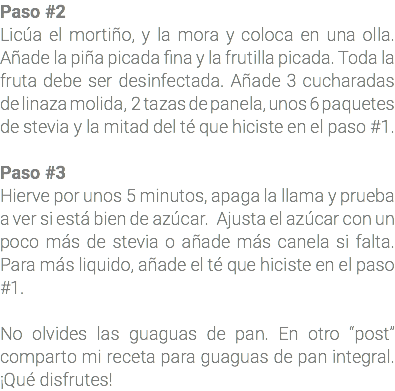 Paso #2
Licúa el mortiño, y la mora y coloca en una olla.
Añade la piña picada fina y la frutilla picada. Toda la
fruta debe ser desinfectada. Añade 3 cucharadas
de linaza molida, 2 tazas de panela, unos 6 paquetes
de stevia y la mitad del té que hiciste en el paso #1.

Paso #3
Hierve por unos 5 minutos, apaga la llama y prueba
a ver si está bien de azúcar. Ajusta el azúcar con un
poco más de stevia o añade más canela si falta.
Para más liquido, añade el té que hiciste en el paso
#1.

No olvides las guaguas de pan. En otro “post”
comparto mi receta para guaguas de pan integral.
¡Qué disfrutes!